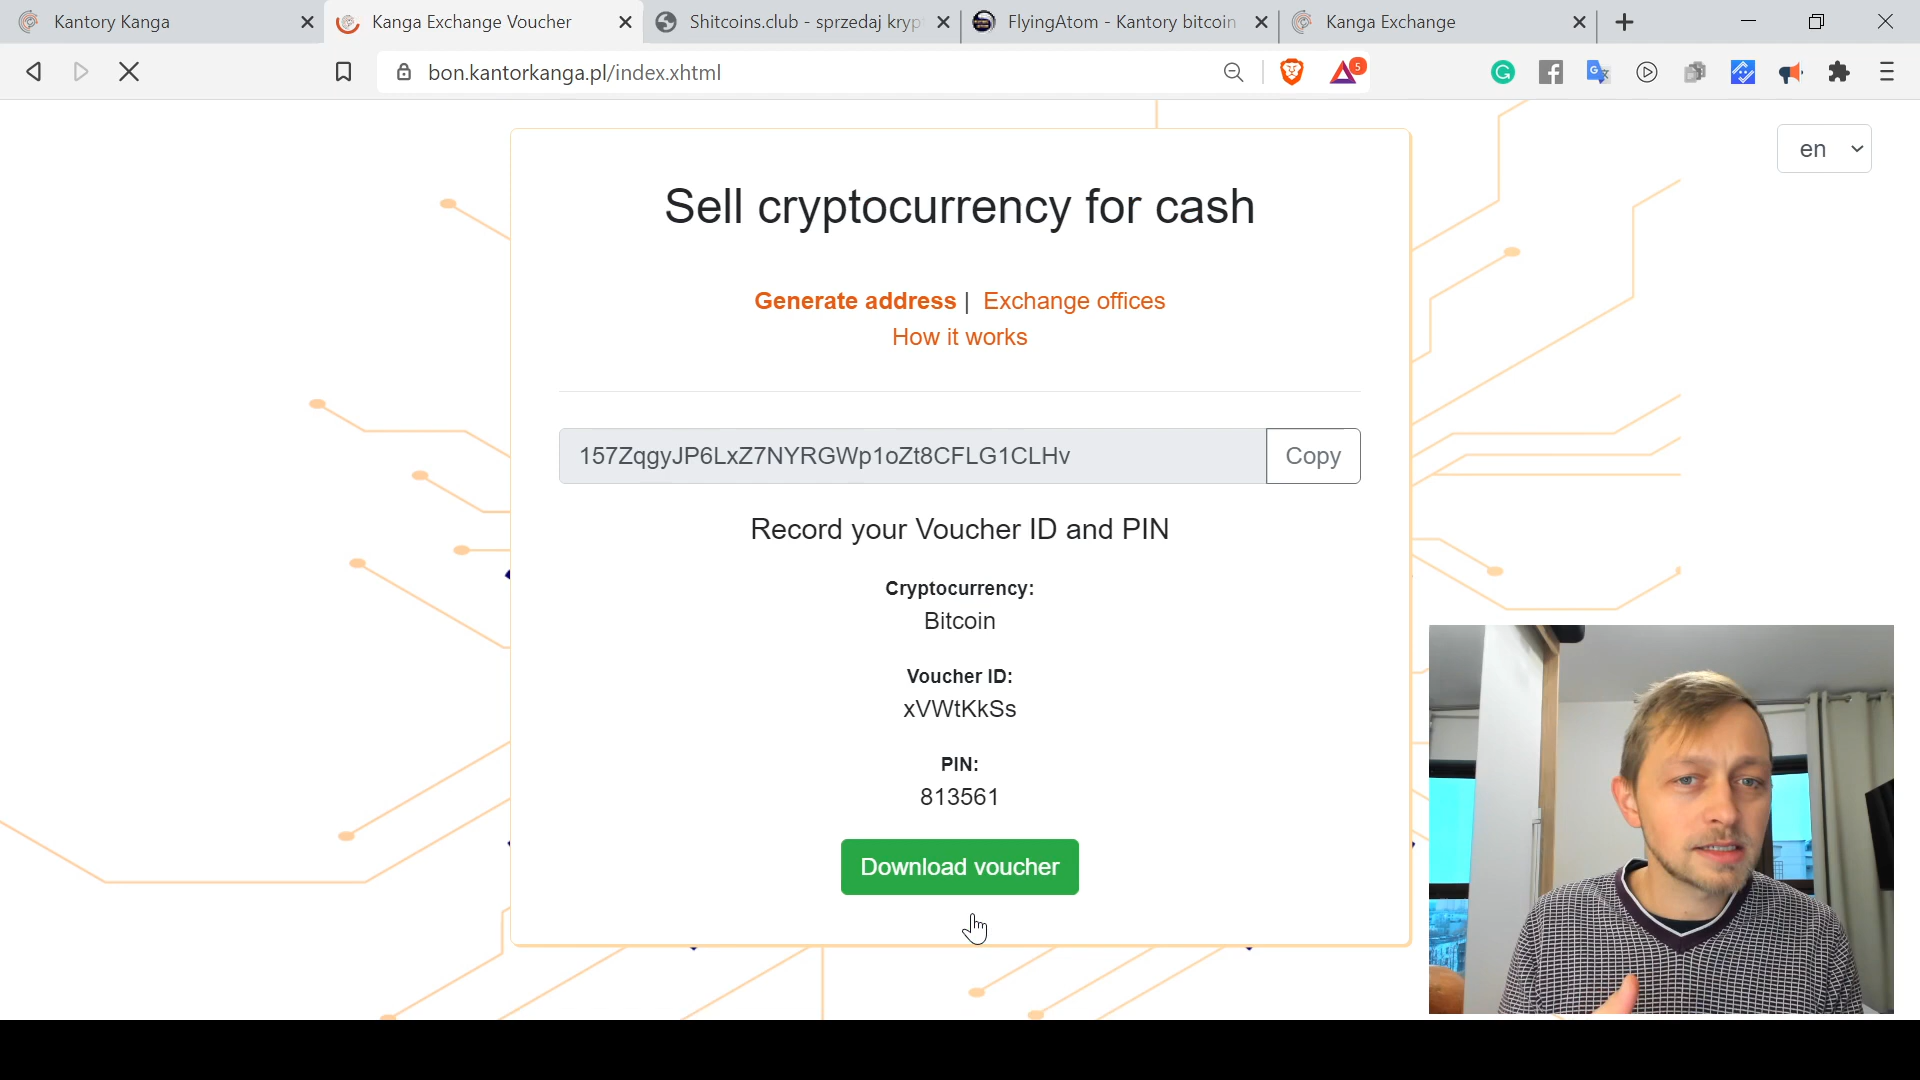 Kantory Kanga
Kanga Exchange Voucher
Shitcoins.club - sprzedaj kryp
FlyingAtom - Kantory bitcoin
Kanga Exchange
bon.kantorkanga.pl/index.xhtml
5
en
Sell cryptocurrency for cash
Generate address | Exchange offices
How it works
157ZqgyJP6LxZ7NYRGWp1oZt8CFLG1CLHv
Copy
Record your Voucher ID and PIN
Cryptocurrency:
Bitcoin
Voucher ID:
xVWtKkSs
PIN:
813561
Download voucher